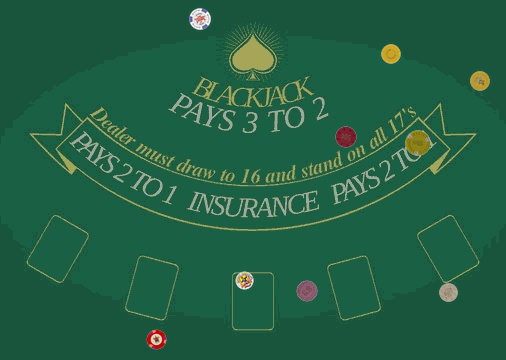 BLACKJACK
PAYS 3 TO 2
Dealer must draw to 16 and stand on all 17's
PAYS 2 TO 1 INSURANCE PAYS 2 TO 1